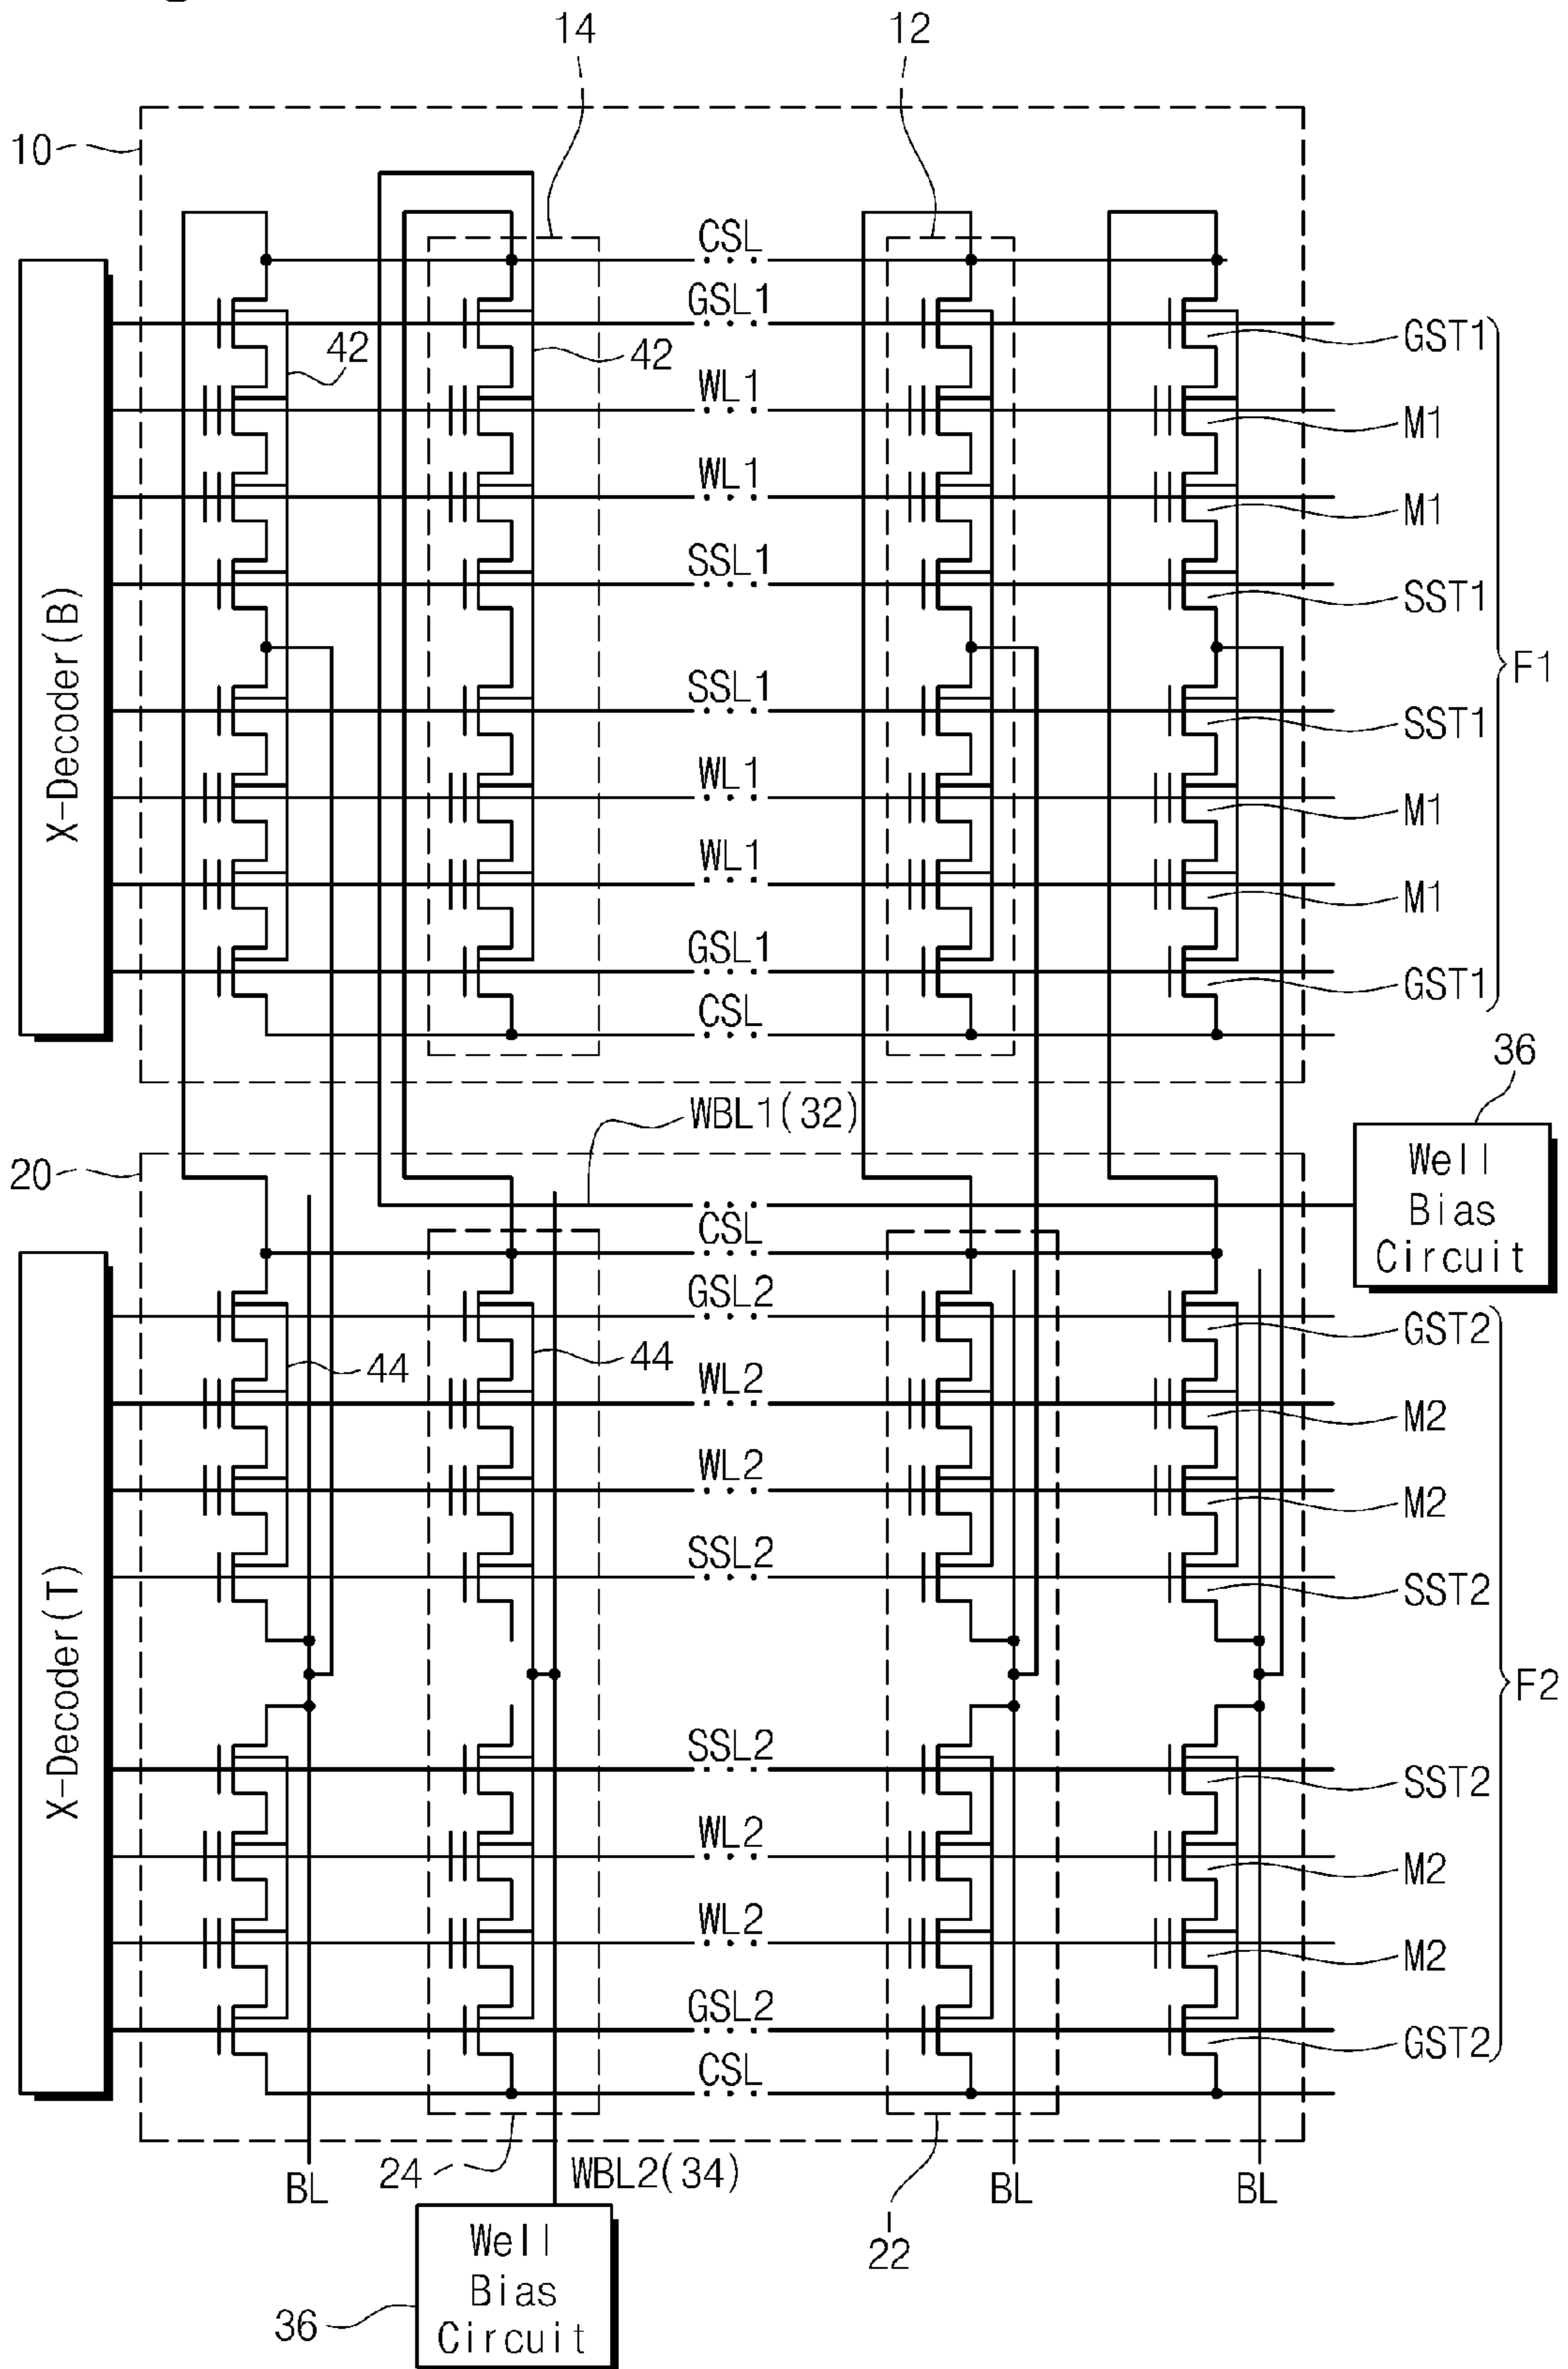 14
12
10
CSL
GSL1
GST1
42
42
WL1
M1
WL1
M1
SSL1
SST1
X-Decoder(B)
F1
SSL1
SST1
WL1
M1
WL1
M1
GSL1
GST1
CSL
36
WBL1(32)
Well
Bias
Circuit
20
CSL
GSL2
GST2
44
44
WL2
M2
WL2
M2
SSL2
SST2
X-Decoder(T)
F2
SSL2
SST2
WL2
M2
WL2
M2
GSL2
GST2
CSL
24
WBL2(34)
BL
BL
BL
22
Well
Bias
Circuit
36